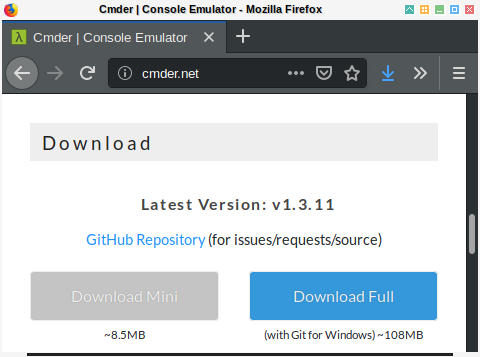 Cmder | Console Emulator - Mozilla Firefox
λ Cmder | Console Emulator
cmder.net
Download
Latest Version: v1.3.11
GitHub Repository (for issues/requests/source)
Download Mini
Download Full
~8.5MB
(with Git for Windows) ~108MB